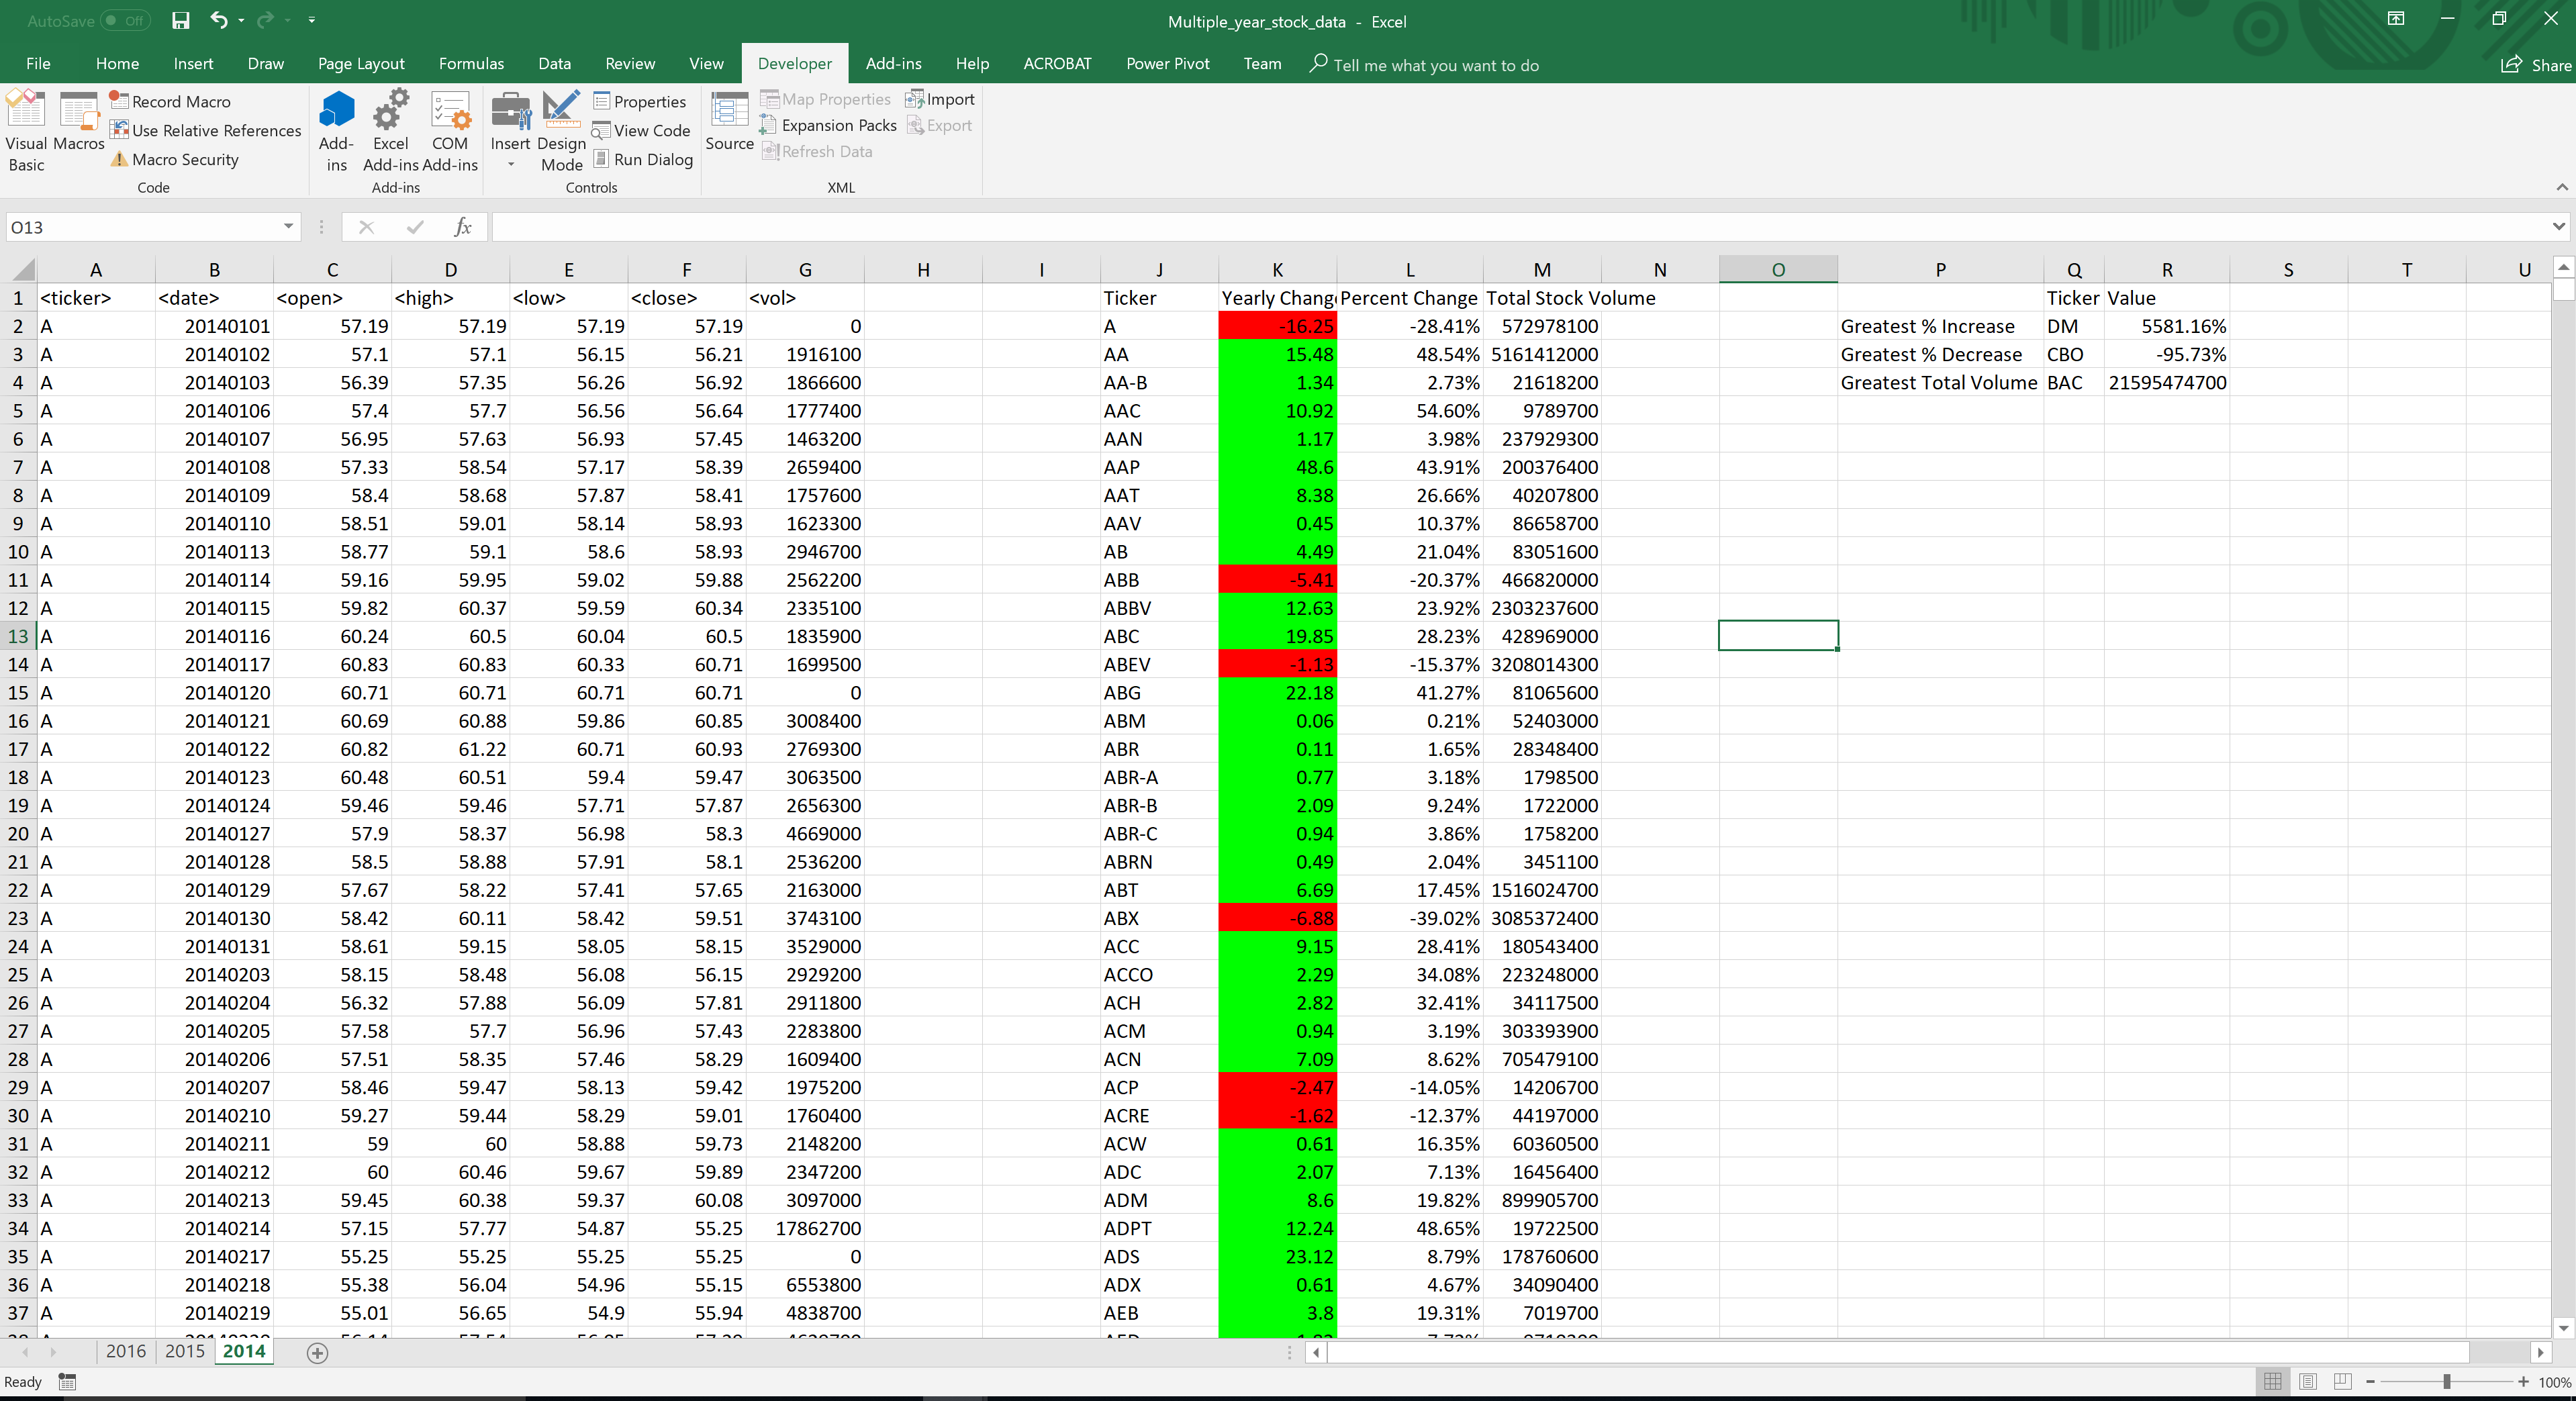 AutoSave Off
Multiple_year_stock_data - Excel
File Home Insert Draw Page Layout Formulas Data Review View Developer Add-ins Help ACROBAT Power Pivot Team Tell me what you want to do Share
Visual Basic
Macros
Record Macro
Use Relative References
Macro Security
Code
Add-ins
Excel Add-ins
COM Add-ins
Add-ins
Insert
Design Mode
Properties
View Code
Run Dialog
Controls
Source
Map Properties
Expansion Packs
Refresh Data
Import
Export
XML
O13 fx
A B C D E F G H I J K L M N O P Q R S T U
1 <ticker> <date> <open> <high> <low> <close> <vol> Ticker Yearly Chang Percent Change Total Stock Volume Ticker Value
2 A 20140101 57.19 57.19 57.19 57.19 0 A -16.25 -28.41% 572978100 Greatest % Increase DM 5581.16%
3 A 20140102 57.1 57.1 56.15 56.21 1916100 AA 15.48 48.54% 5161412000 Greatest % Decrease CBO -95.73%
4 A 20140103 56.39 57.35 56.26 56.92 1866600 AA-B 1.34 2.73% 21618200 Greatest Total Volume BAC 21595474700
5 A 20140106 57.4 57.7 56.56 56.64 1777400 AAC 10.92 54.60% 9789700
6 A 20140107 56.95 57.63 56.93 57.45 1463200 AAN 1.17 3.98% 237929300
7 A 20140108 57.33 58.54 57.17 58.39 2659400 AAP 48.6 43.91% 200376400
8 A 20140109 58.4 58.68 57.87 58.41 1757600 AAT 8.38 26.66% 40207800
9 A 20140110 58.51 59.01 58.14 58.93 1623300 AAV 0.45 10.37% 86658700
10 A 20140113 58.77 59.1 58.6 58.93 2946700 AB 4.49 21.04% 83051600
11 A 20140114 59.16 59.95 59.02 59.88 2562200 ABB -5.41 -20.37% 466820000
12 A 20140115 59.82 60.37 59.59 60.34 2335100 ABBV 12.63 23.92% 2303237600
13 A 20140116 60.24 60.5 60.04 60.5 1835900 ABC 19.85 28.23% 428969000
14 A 20140117 60.83 60.83 60.33 60.71 1699500 ABEV -1.13 -15.37% 3208014300
15 A 20140120 60.71 60.71 60.71 60.71 0 ABG 22.18 41.27% 81065600
16 A 20140121 60.69 60.88 59.86 60.85 3008400 ABM 0.06 0.21% 52403000
17 A 20140122 60.82 61.22 60.71 60.93 2769300 ABR 0.11 1.65% 28348400
18 A 20140123 60.48 60.51 59.4 59.47 3063500 ABR-A 0.77 3.18% 1798500
19 A 20140124 59.46 59.46 57.71 57.87 2656300 ABR-B 2.09 9.24% 1722000
20 A 20140127 57.9 58.37 56.98 58.3 4669000 ABR-C 0.94 3.86% 1758200
21 A 20140128 58.5 58.88 57.91 58.1 2536200 ABRN 0.49 2.04% 3451100
22 A 20140129 57.67 58.22 57.41 57.65 2163000 ABT 6.69 17.45% 1516024700
23 A 20140130 58.42 60.11 58.42 59.51 3743100 ABX -6.88 -39.02% 3085372400
24 A 20140131 58.61 59.15 58.05 58.15 3529000 ACC 9.15 28.41% 180543400
25 A 20140203 58.15 58.48 56.08 56.15 2929200 ACCO 2.29 34.08% 223248000
26 A 20140204 56.32 57.88 56.09 57.81 2911800 ACH 2.82 32.41% 34117500
27 A 20140205 57.58 57.7 56.96 57.43 2283800 ACM 0.94 3.19% 303393900
28 A 20140206 57.51 58.35 57.46 58.29 1609400 ACN 7.09 8.62% 705479100
29 A 20140207 58.46 59.47 58.13 59.42 1975200 ACP -2.47 -14.05% 14206700
30 A 20140210 59.27 59.44 58.29 59.01 1760400 ACRE -1.62 -12.37% 44197000
31 A 20140211 59 60 58.88 59.73 2148200 ACW 0.61 16.35% 60360500
32 A 20140212 60 60.46 59.67 59.89 2347200 ADC 2.07 7.13% 16456400
33 A 20140213 59.45 60.38 59.37 60.08 3097000 ADM 8.6 19.82% 899905700
34 A 20140214 57.15 57.77 54.87 55.25 17862700 ADPT 12.24 48.65% 19722500
35 A 20140217 55.25 55.25 55.25 55.25 0 ADS 23.12 8.79% 178760600
36 A 20140218 55.38 56.04 54.96 55.15 6553800 ADX 0.61 4.67% 34090400
37 A 20140219 55.01 56.65 54.9 55.94 4838700 AEB 3.8 19.31% 7019700
2016 2015 2014
Ready 100%